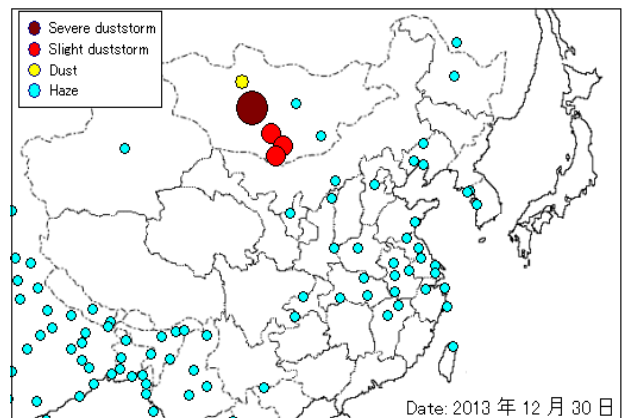 Severe duststorm
Slight duststorm
Dust
Haze
Date: 2013 年 12 月 30 日